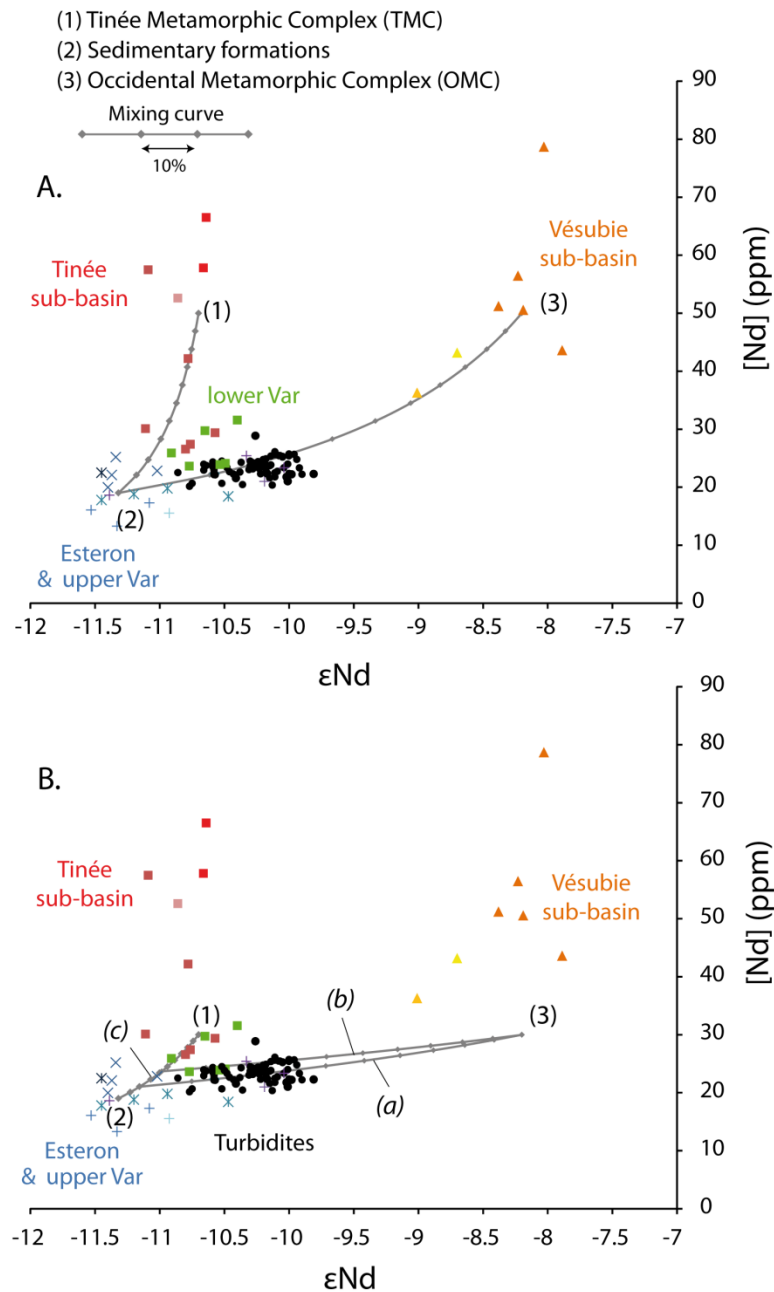 (1) Tinée Metamorphic Complex (TMC)
(2) Sedimentary formations
(3) Occidental Metamorphic Complex (OMC)
Mixing curve
10%
A.
Tinée
sub-basin
(1)
Vésubie
sub-basin
(3)
lower Var
(2)
Esteron
& upper Var
90
80
70
60
50
40
30
20
10
0
[Nd] (ppm)
-12 -11.5 -11 -10.5 -10 -9.5 -9 -8.5 -8 -7.5 -7
εNd
B.
Tinée
sub-basin
Vésubie
sub-basin
(c)
(1)
(b)
(3)
(a)
(2)
Esteron
& upper Var
Turbidites
90
80
70
60
50
40
30
20
10
0
[Nd] (ppm)
-12 -11.5 -11 -10.5 -10 -9.5 -9 -8.5 -8 -7.5 -7
εNd